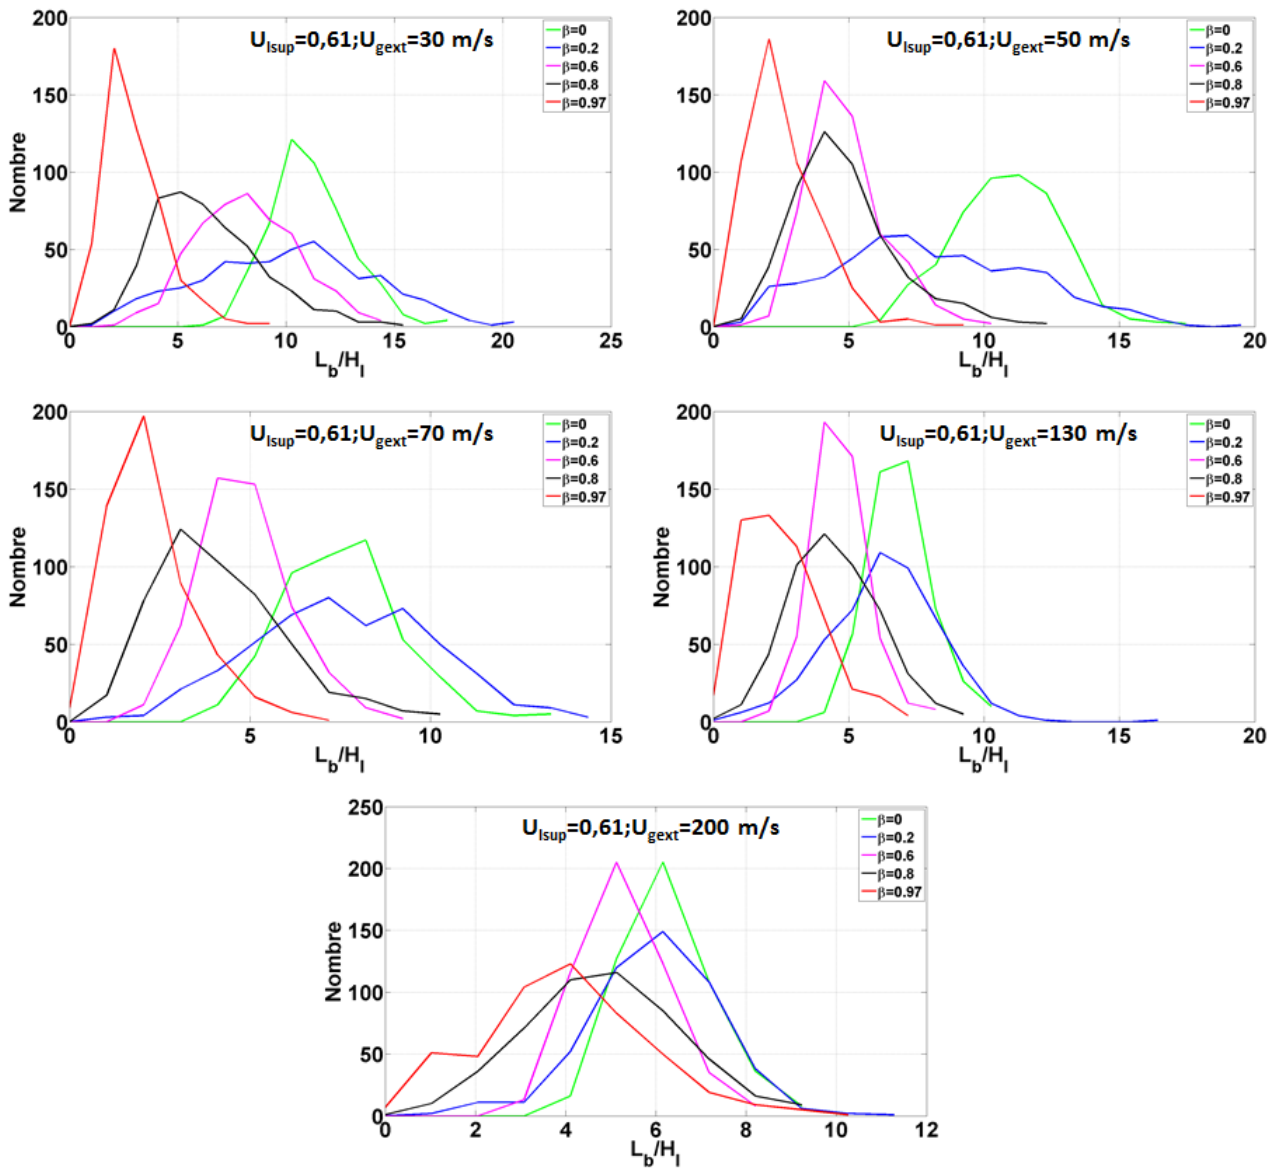 U_lsup=0,61;U_gext=30 m/s
β=0
β=0.2
β=0.6
β=0.8
β=0.97
Nombre
200
150
100
50
0
0 5 10 15 20 25
L_b/H_l
U_lsup=0,61;U_gext=50 m/s
β=0
β=0.2
β=0.6
β=0.8
β=0.97
200
150
100
50
0
0 5 10 15 20
L_b/H_l
U_lsup=0,61;U_gext=70 m/s
β=0
β=0.2
β=0.6
β=0.8
β=0.97
Nombre
200
150
100
50
0
0 5 10 15
L_b/H_l
U_lsup=0,61;U_gext=130 m/s
β=0
β=0.2
β=0.6
β=0.8
β=0.97
Nombre
200
150
100
50
0
0 5 10 15 20
L_b/H_l
U_lsup=0,61;U_gext=200 m/s
β=0
β=0.2
β=0.6
β=0.8
β=0.97
Nombre
250
200
150
100
50
0
0 2 4 6 8 10 12
L_b/H_l